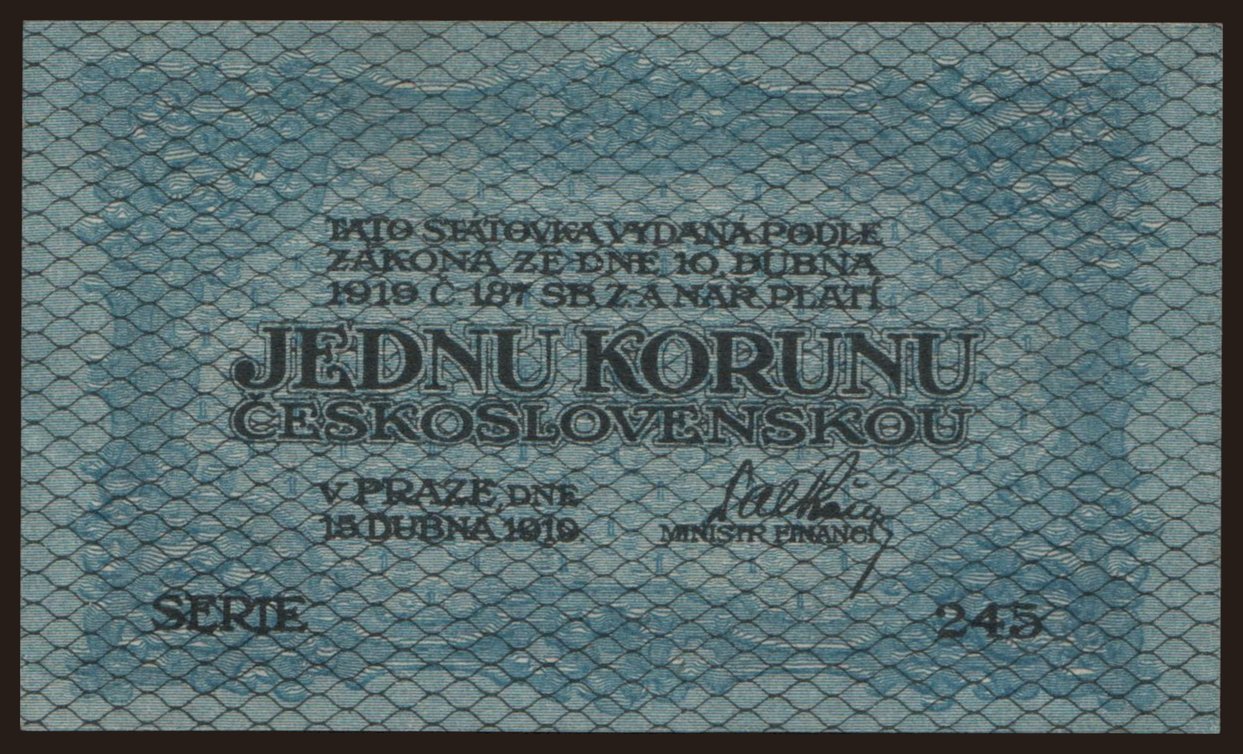 TATO STÁTOVKA VYDANÁ PODLE
ZÁKONA ZE DNE 10. DUBNA
1919 Č. 187 SB. Z. A NAŘ. PLATÍ
JEDNU KORUNU
ČESKOSLOVENSKOU
V PRAZE, DNE
15. DUBNA 1919.
MINISTR FINANCÍ
SERIE 245